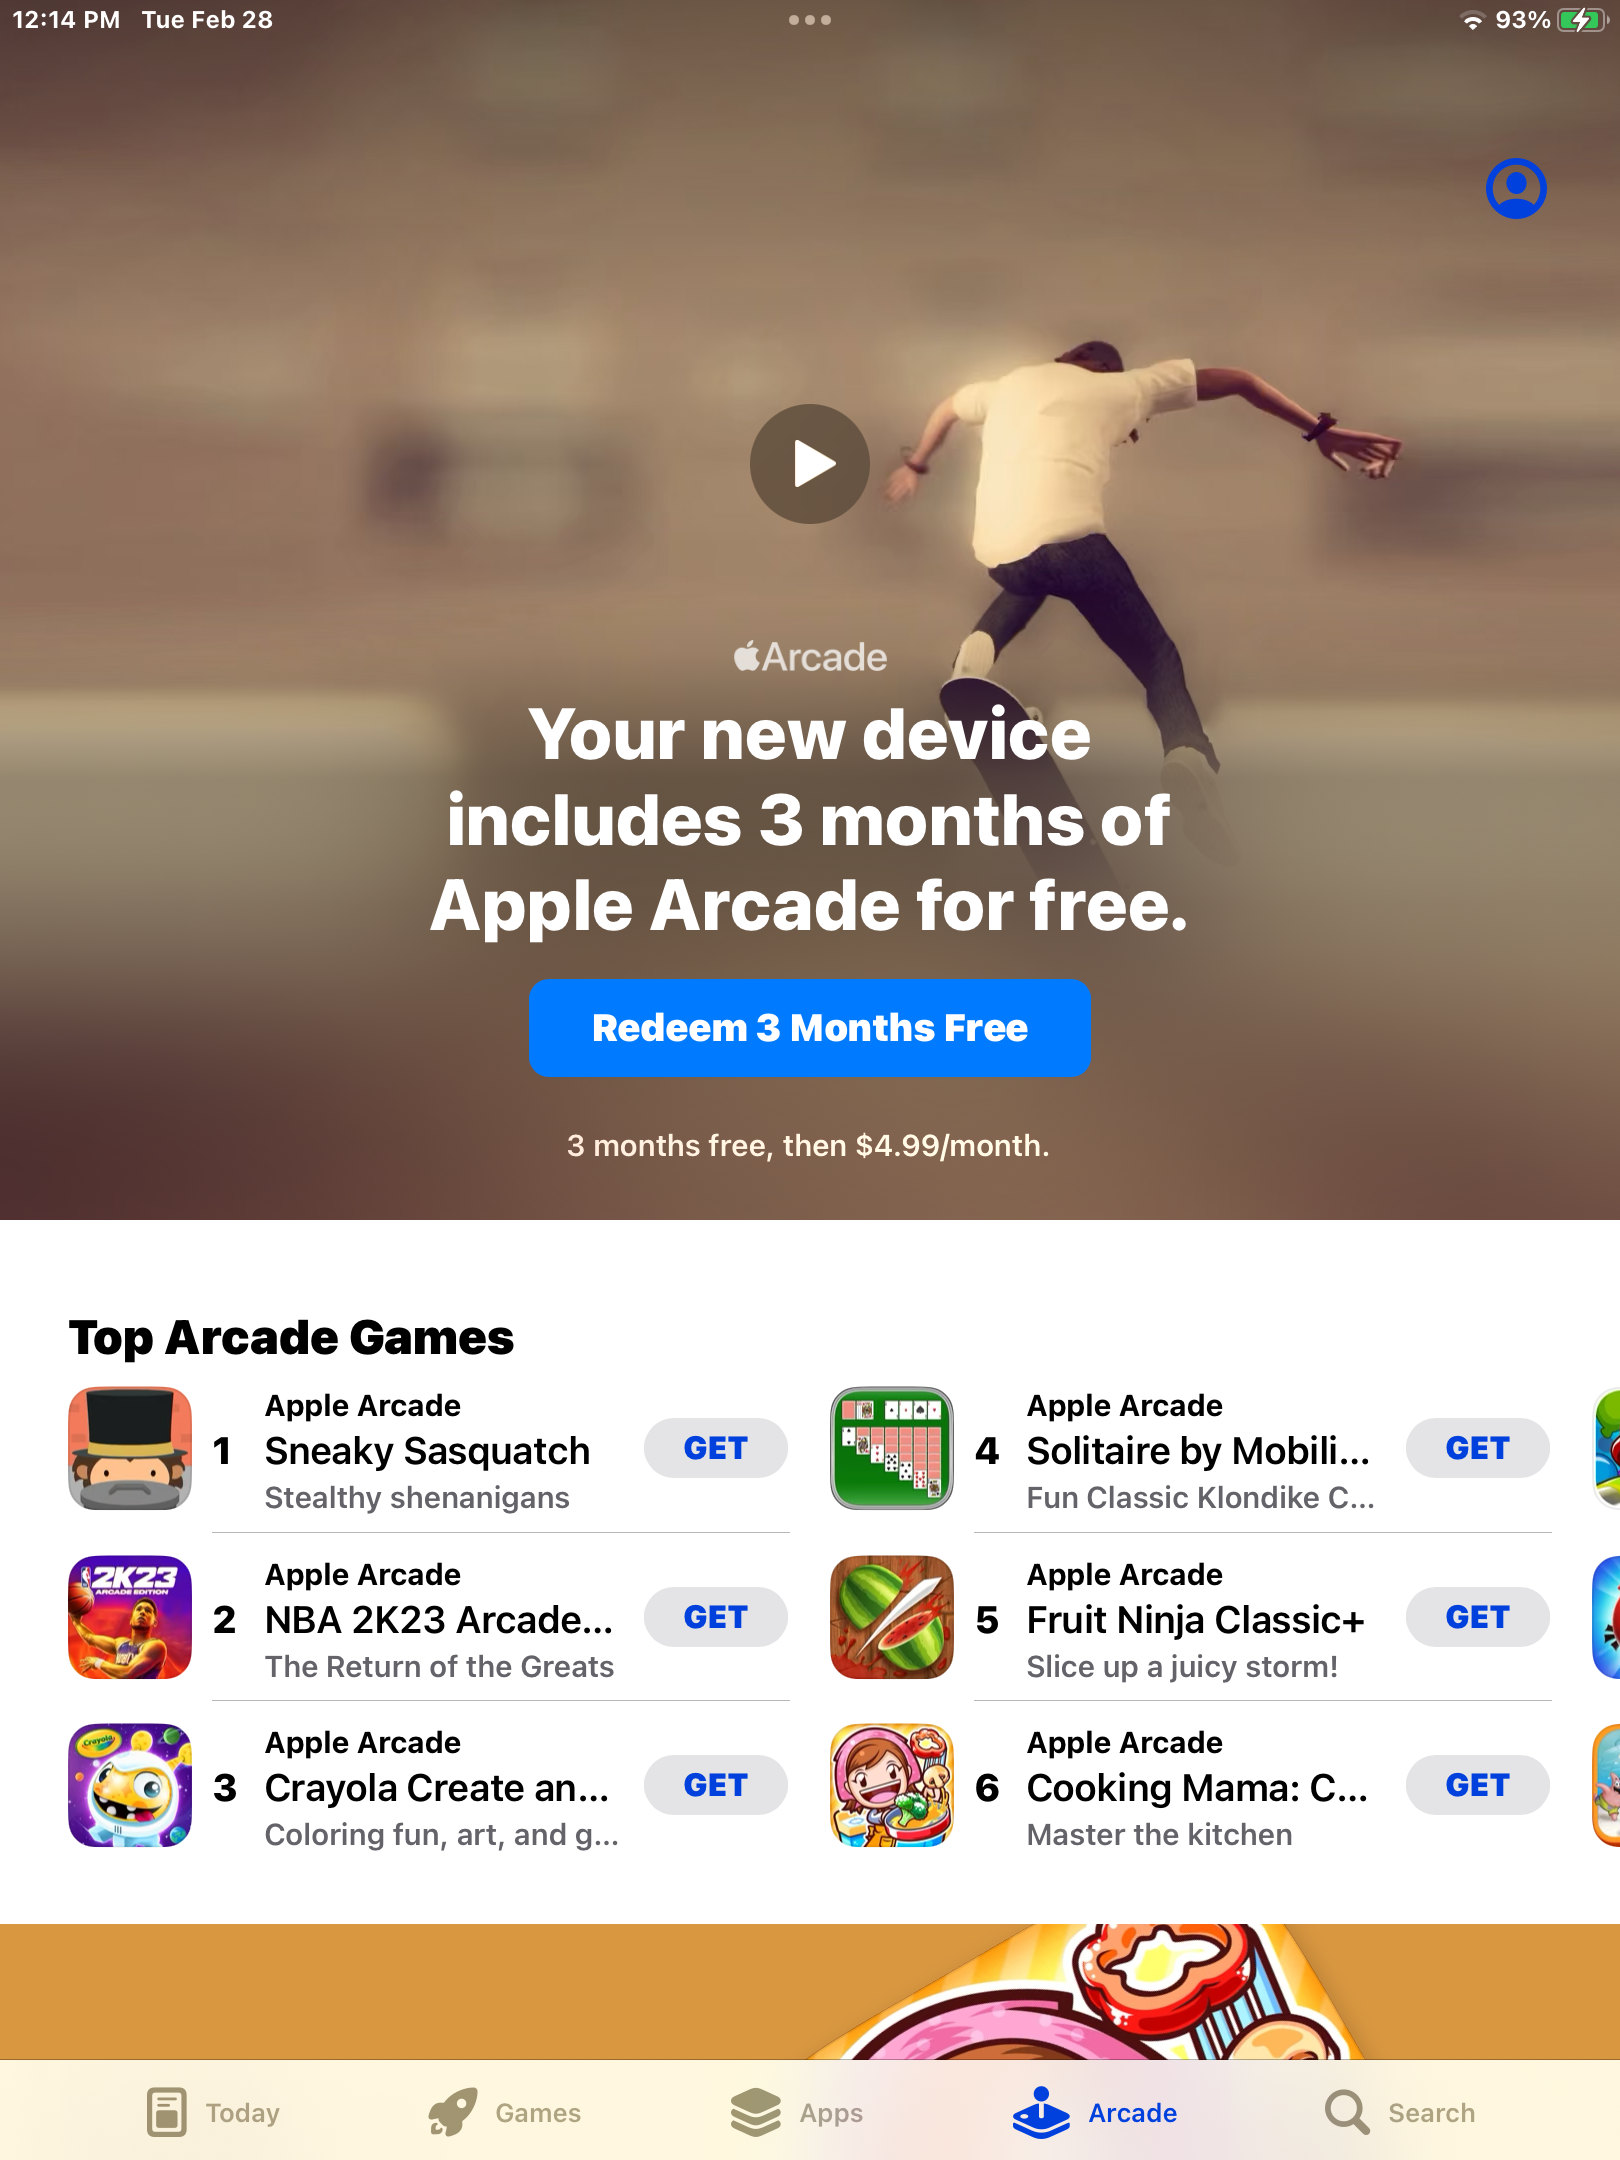 12:14 PM Tue Feb 28
93%
Arcade
Your new device
includes 3 months of
Apple Arcade for free.
Redeem 3 Months Free
3 months free, then $4.99/month.
Top Arcade Games
Apple Arcade
1 Sneaky Sasquatch
Stealthy shenanigans
GET
2K23
ARCADE EDITION
Apple Arcade
2 NBA 2K23 Arcade...
The Return of the Greats
GET
Crayola
Apple Arcade
3 Crayola Create an...
Coloring fun, art, and g...
GET
Apple Arcade
4 Solitaire by Mobili...
Fun Classic Klondike C...
GET
Apple Arcade
5 Fruit Ninja Classic+
Slice up a juicy storm!
GET
Apple Arcade
6 Cooking Mama: C...
Master the kitchen
GET
Today
Games
Apps
Arcade
Search